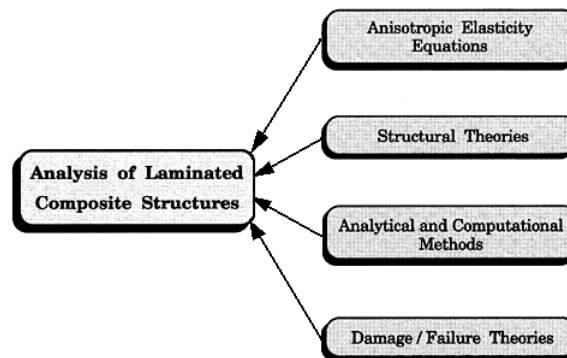 Anisotropic Elasticity
Equations
Structural Theories
Analysis of Laminated
Composite Structures
Analytical and Computational
Methods
Damage / Failure Theories